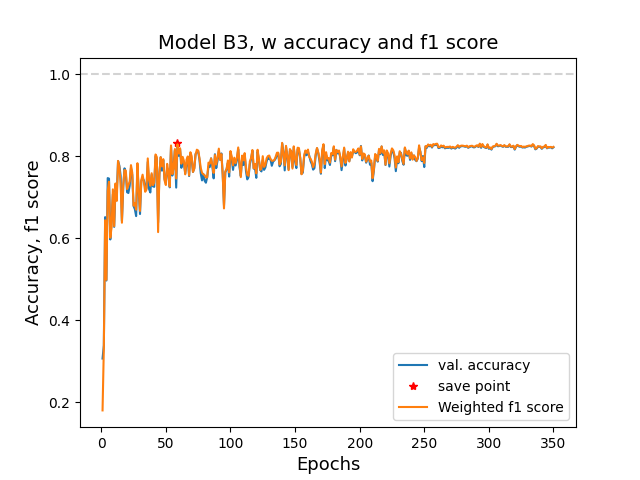 Model B3, w accuracy and f1 score
1.0
0.8
0.6
0.4
0.2
Accuracy, f1 score
0 50 100 150 200 250 300 350
Epochs
val. accuracy
save point
Weighted f1 score